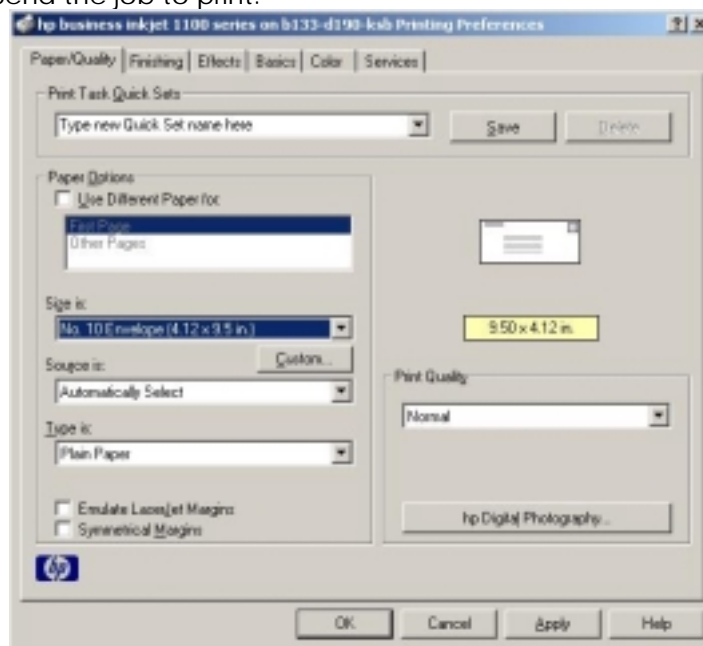 send the job to print.
hp business inkjet 1100 series on b133-d190-ksb Printing Preferences
Paper/Quality Finishing Effects Basics Color Services
Print Task Quick Sets
Type new Quick Set name here Save Delete
Paper Options
Use Different Paper for:
First Page
Other Pages
Size is:
No. 10 Envelope (4.12 x 9.5 in.)
9.50 x 4.12 in.
Custom...
Source is:
Automatically Select
Print Quality
Normal
Type is:
Plain Paper
Emulate LaserJet Margins
Symmetrical Margins
hp Digital Photography...
hp
OK Cancel Apply Help